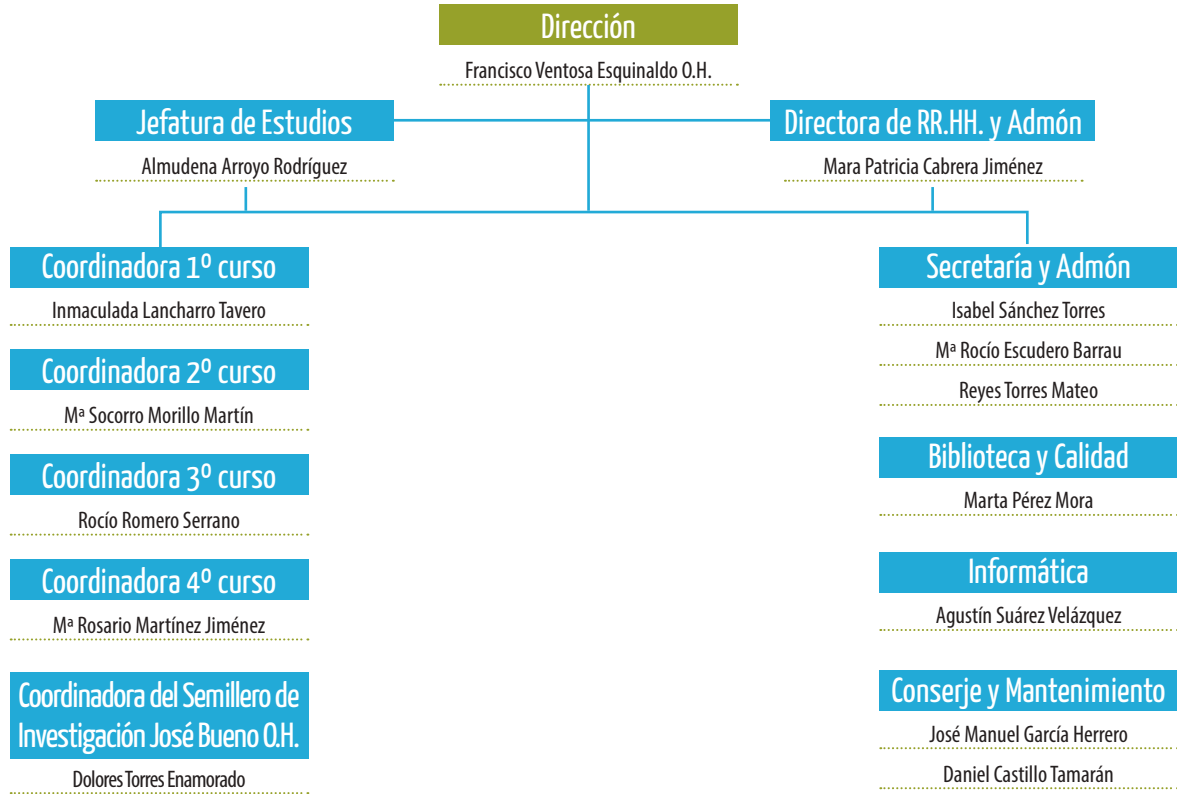 Dirección
Francisco Ventosa Esquinaldo O.H.
Jefatura de Estudios
Almudena Arroyo Rodríguez
Directora de RR.HH. y Admón
Mara Patricia Cabrera Jiménez
Coordinadora 1º curso
Inmaculada Lancharro Tavero
Coordinadora 2º curso
Mª Socorro Morillo Martín
Coordinadora 3º curso
Rocío Romero Serrano
Coordinadora 4º curso
Mª Rosario Martínez Jiménez
Coordinadora del Semillero de
Investigación José Bueno O.H.
Dolores Torres Enamorado
Secretaría y Admón
Isabel Sánchez Torres
Mª Rocío Escudero Barrau
Reyes Torres Mateo
Biblioteca y Calidad
Marta Pérez Mora
Informática
Agustín Suárez Velázquez
Conserje y Mantenimiento
José Manuel García Herrero
Daniel Castillo Tamarán